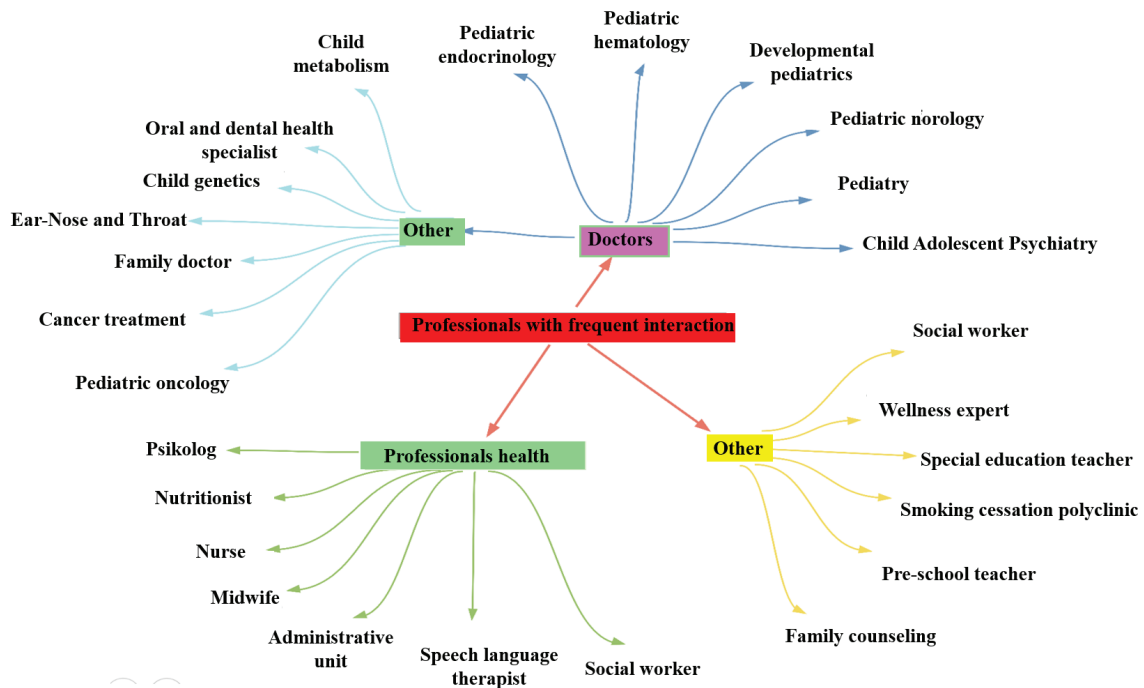 Child
metabolism
Pediatric
endocrinology
Pediatric
hematology
Developmental
pediatrics
Oral and dental health
specialist
Pediatric norology
Child genetics
Pediatry
Ear-Nose and Throat
Other
Doctors
Child Adolescent Psychiatry
Family doctor
Cancer treatment
Professionals with frequent interaction
Social worker
Pediatric oncology
Wellness expert
Psikolog
Professionals health
Other
Special education teacher
Nutritionist
Smoking cessation polyclinic
Nurse
Pre-school teacher
Midwife
Administrative
unit
Speech language
therapist
Social worker
Family counseling